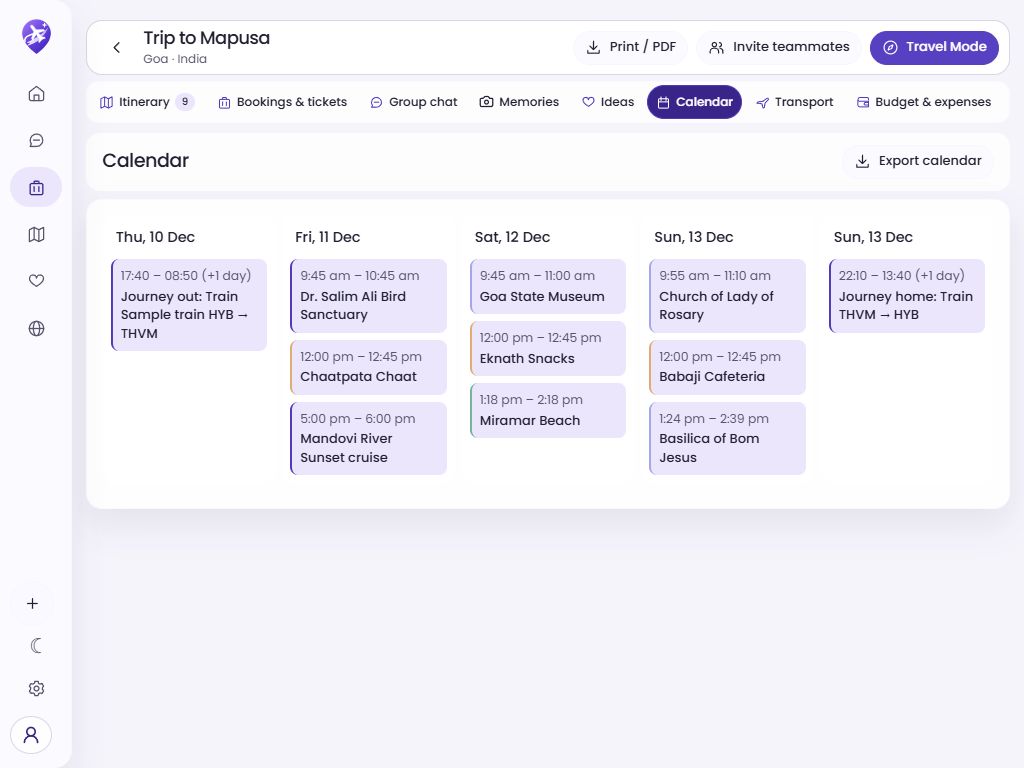 Trip to Mapusa
Goa · India
Print / PDF
Invite teammates
Travel Mode
Itinerary 9
Bookings & tickets
Group chat
Memories
Ideas
Calendar
Transport
Budget & expenses
Calendar
Export calendar
Thu, 10 Dec
17:40 – 08:50 (+1 day)
Journey out: Train
Sample train HYB →
THVM
Fri, 11 Dec
9:45 am – 10:45 am
Dr. Salim Ali Bird
Sanctuary
12:00 pm – 12:45 pm
Chaatpata Chaat
5:00 pm – 6:00 pm
Mandovi River
Sunset cruise
Sat, 12 Dec
9:45 am – 11:00 am
Goa State Museum
12:00 pm – 12:45 pm
Eknath Snacks
1:18 pm – 2:18 pm
Miramar Beach
Sun, 13 Dec
9:55 am – 11:10 am
Church of Lady of
Rosary
12:00 pm – 12:45 pm
Babaji Cafeteria
1:24 pm – 2:39 pm
Basilica of Bom
Jesus
Sun, 13 Dec
22:10 – 13:40 (+1 day)
Journey home: Train
THVM → HYB